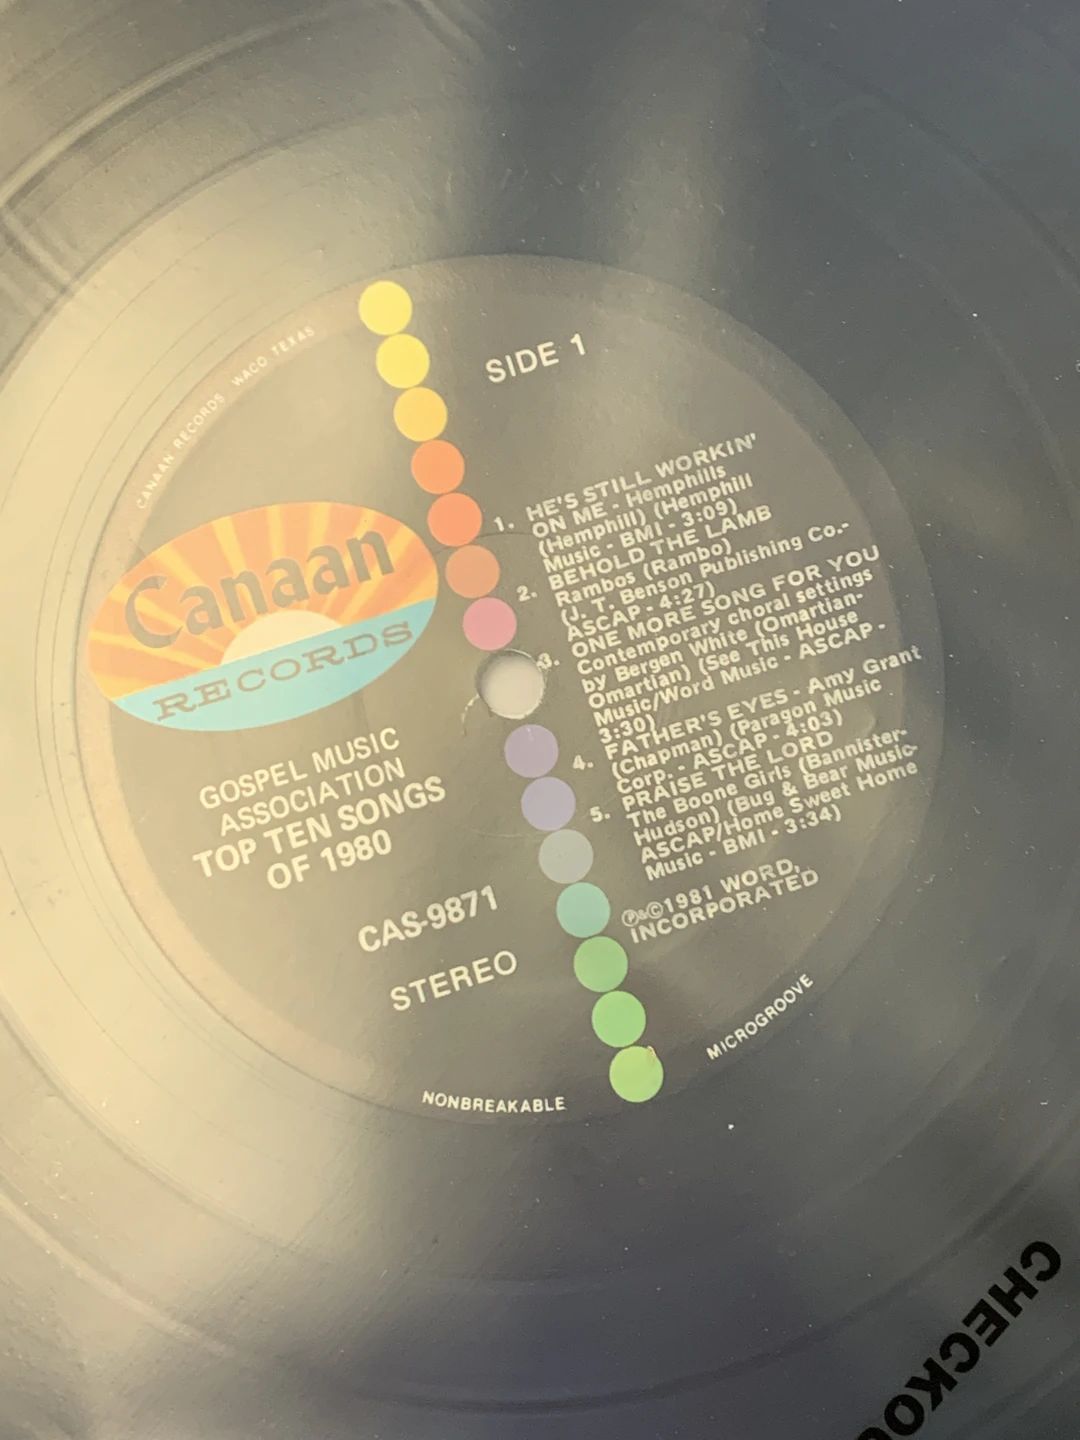 CANAAN RECORDS WACO TEXAS
Canaan
RECORDS
GOSPEL MUSIC
ASSOCIATION
TOP TEN SONGS
OF 1980
CAS-9871
STEREO
NONBREAKABLE
MICROGROOVE
SIDE 1
1. HE'S STILL WORKIN'
ON ME - Hemphills
(Hemphill) (Hemphill
Music - BMI - 3:09)
2. BEHOLD THE LAMB
Rambos (Rambo)
(J. T. Benson Publishing Co.-
ASCAP - 4:27)
3. ONE MORE SONG FOR YOU
Contemporary choral settings
by Bergen White (Omartian-
Omartian) (See This House
Music/Word Music - ASCAP -
3:30)
4. FATHER'S EYES - Amy Grant
(Chapman) (Paragon Music
Corp. - ASCAP - 4:03)
5. PRAISE THE LORD
The Boone Girls (Bannister-
Hudson) (Bug & Bear Music-
ASCAP/Home Sweet Home
Music - BMI - 3:34)
Ⓟ&©1981 WORD,
INCORPORATED
CHECKO